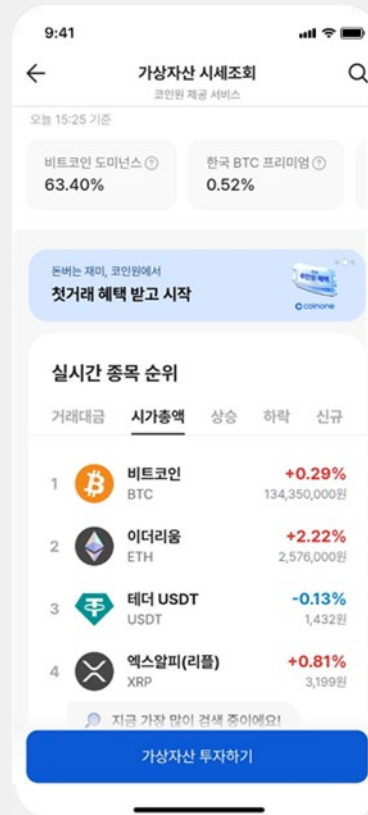 9:41
가상자산 시세조회
코인원 제공 서비스
오늘 15:25 기준
비트코인 도미넌스 ?
63.40%
한국 BTC 프리미엄 ?
0.52%
돈버는 재미, 코인원에서
첫거래 혜택 받고 시작
coinone
실시간 종목 순위
거래대금 시가총액 상승 하락 신규
1
비트코인
BTC
+0.29%
134,350,000원
2
이더리움
ETH
+2.22%
2,576,000원
3
테더 USDT
USDT
-0.13%
1,432원
4
엑스알피(리플)
XRP
+0.81%
3,199원
지금 가장 많이 검색 중이에요!
가상자산 투자하기